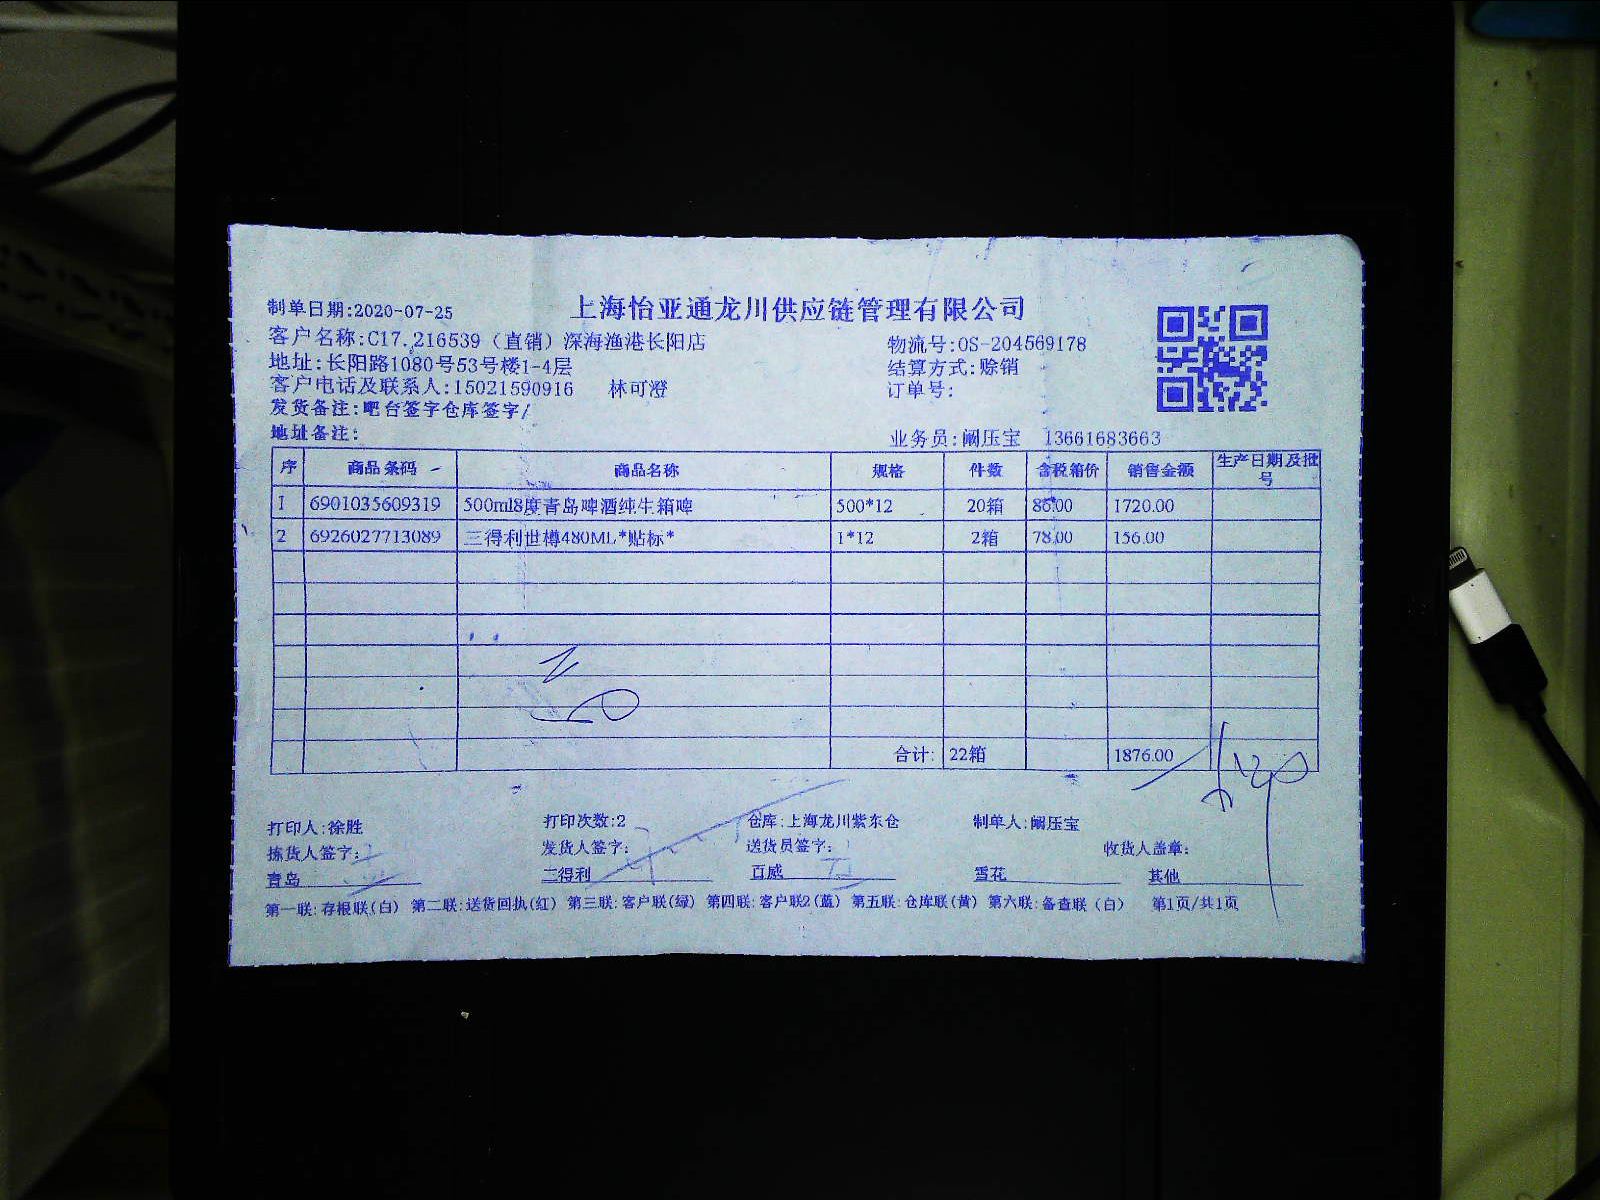 制单日期:2020-07-25
上海怡亚通龙川供应链管理有限公司
客户名称:C17.216539（直销）深海渔港长阳店
物流号:OS-204569178
地址:长阳路1080号53号楼1-4层
结算方式:赊销
客户电话及联系人:15021590916 林可澄
订单号:
发货备注:吧台签字仓库签字/
地址备注:
业务员:阚压宝 13661683663
序 商品条码 商品名称 规格 件数 含税箱价 销售金额 生产日期及批号
1 6901035609319 500ml8度青岛啤酒纯生箱啤 500*12 20箱 86.00 1720.00
2 6926027713089 三得利世樽480ML*贴标* 1*12 2箱 78.00 156.00
合计: 22箱 1876.00
打印人:徐胜 打印次数:2 仓库:上海龙川紫东仓 制单人:阚压宝
拣货人签字: 发货人签字: 送货员签字: 收货人盖章:
青岛 三得利 百威 雪花 其他
第一联:存根联(白) 第二联:送货回执(红) 第三联:客户联(绿) 第四联:客户联2(蓝) 第五联:仓库联(黄) 第六联:备查联（白） 第1页/共1页